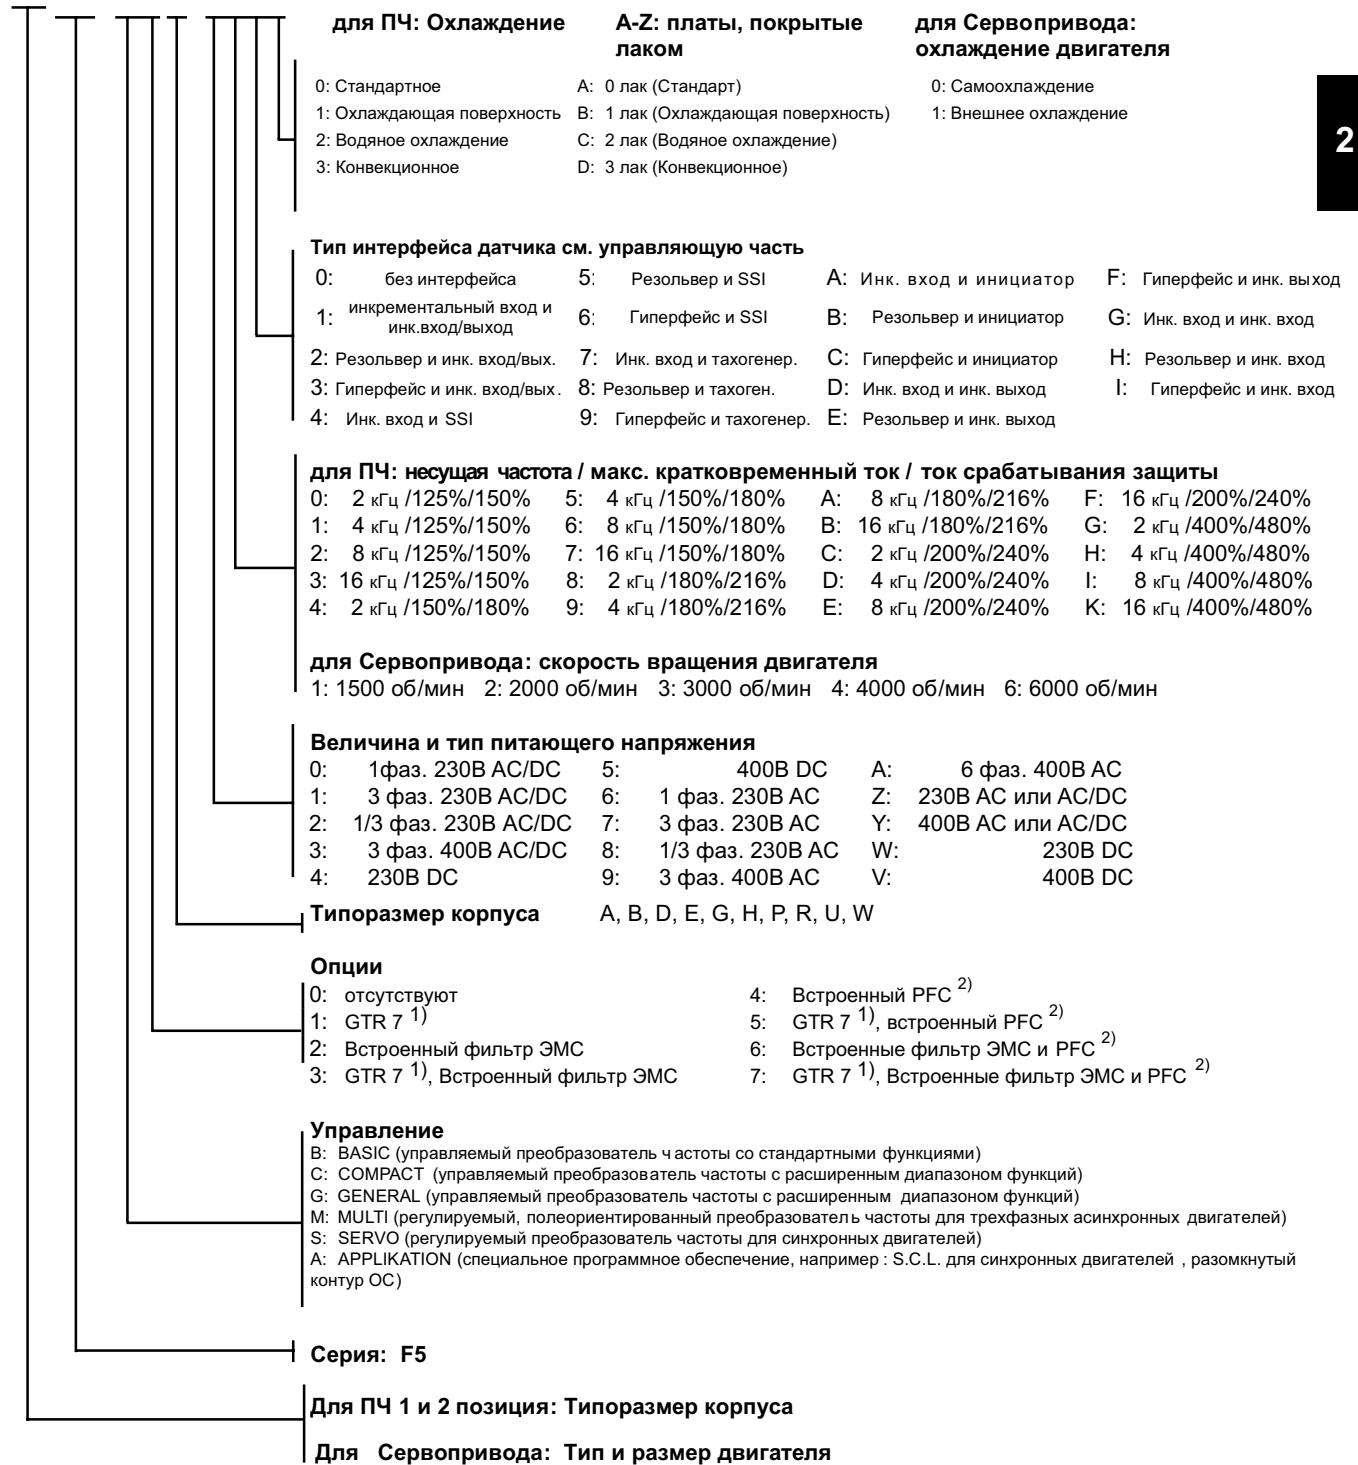 для ПЧ: Охлаждение A-Z: платы, покрытые лаком для Сервопривода: охлаждение двигателя
0: Стандартное A: 0 лак (Стандарт) 0: Самоохлаждение
1: Охлаждающая поверхность B: 1 лак (Охлаждающая поверхность) 1: Внешнее охлаждение
2: Водяное охлаждение C: 2 лак (Водяное охлаждение)
3: Конвекционное D: 3 лак (Конвекционное)
2
Тип интерфейса датчика см. управляющую часть
0: без интерфейса 5: Резольвер и SSI A: Инк. вход и инициатор F: Гиперфейс и инк. выход
1: инкрементальный вход и инк.вход/выход 6: Гиперфейс и SSI B: Резольвер и инициатор G: Инк. вход и инк. вход
2: Резольвер и инк. вход/вых. 7: Инк. вход и тахогенер. C: Гиперфейс и инициатор H: Резольвер и инк. вход
3: Гиперфейс и инк. вход/вых. 8: Резольвер и тахоген. D: Инк. вход и инк. выход I: Гиперфейс и инк. вход
4: Инк. вход и SSI 9: Гиперфейс и тахогенер. E: Резольвер и инк. выход
для ПЧ: несущая частота / макс. кратковременный ток / ток срабатывания защиты
0: 2 кГц /125%/150% 5: 4 кГц /150%/180% A: 8 кГц /180%/216% F: 16 кГц /200%/240%
1: 4 кГц /125%/150% 6: 8 кГц /150%/180% B: 16 кГц /180%/216% G: 2 кГц /400%/480%
2: 8 кГц /125%/150% 7: 16 кГц /150%/180% C: 2 кГц /200%/240% H: 4 кГц /400%/480%
3: 16 кГц /125%/150% 8: 2 кГц /180%/216% D: 4 кГц /200%/240% I: 8 кГц /400%/480%
4: 2 кГц /150%/180% 9: 4 кГц /180%/216% E: 8 кГц /200%/240% K: 16 кГц /400%/480%
для Сервопривода: скорость вращения двигателя
1: 1500 об/мин 2: 2000 об/мин 3: 3000 об/мин 4: 4000 об/мин 6: 6000 об/мин
Величина и тип питающего напряжения
0: 1фаз. 230В AC/DC 5: 400В DC A: 6 фаз. 400В AC
1: 3 фаз. 230В AC/DC 6: 1 фаз. 230В AC Z: 230В AC или AC/DC
2: 1/3 фаз. 230В AC/DC 7: 3 фаз. 230В AC Y: 400В AC или AC/DC
3: 3 фаз. 400В AC/DC 8: 1/3 фаз. 230В AC W: 230В DC
4: 230В DC 9: 3 фаз. 400В AC V: 400В DC
Типоразмер корпуса A, B, D, E, G, H, P, R, U, W
Опции
0: отсутствуют 4: Встроенный PFC 2)
1: GTR 7 1) 5: GTR 7 1), встроенный PFC 2)
2: Встроенный фильтр ЭМС 6: Встроенные фильтр ЭМС и PFC 2)
3: GTR 7 1), Встроенный фильтр ЭМС 7: GTR 7 1), Встроенные фильтр ЭМС и PFC 2)
Управление
B: BASIC (управляемый преобразователь частоты со стандартными функциями)
C: COMPACT (управляемый преобразователь частоты с расширенным диапазоном функций)
G: GENERAL (управляемый преобразователь частоты с расширенным диапазоном функций)
M: MULTI (регулируемый, полеориентированный преобразователь частоты для трехфазных асинхронных двигателей)
S: SERVO (регулируемый преобразователь частоты для синхронных двигателей)
A: APPLIKATION (специальное программное обеспечение, например : S.C.L. для синхронных двигателей , разомкнутый
контур ОС)
Серия: F5
Для ПЧ 1 и 2 позиция: Типоразмер корпуса
Для Сервопривода: Тип и размер двигателя